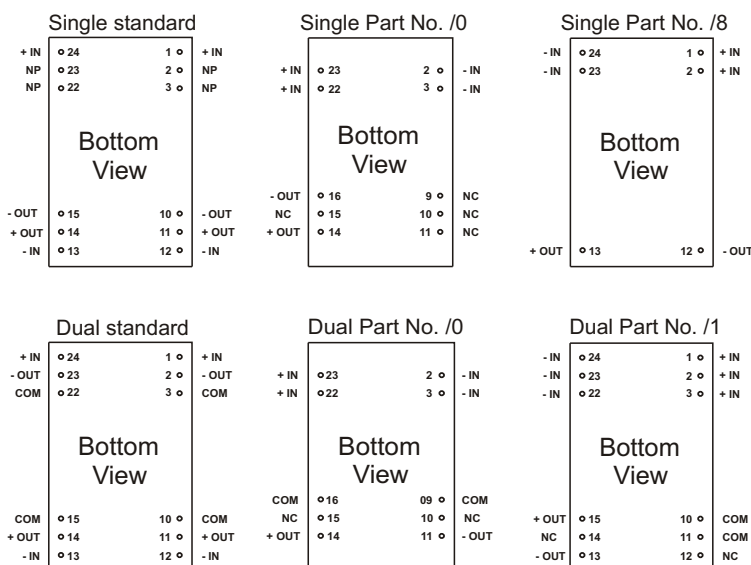 Single standard
+ IN 24 1 + IN
NP 23 2 NP
NP 22 3 NP
Bottom
View
- OUT 15 10 - OUT
+ OUT 14 11 + OUT
- IN 13 12 - IN
Single Part No. /0
+ IN 23 2 - IN
+ IN 22 3 - IN
Bottom
View
- OUT 16 9 NC
NC 15 10 NC
+ OUT 14 11 NC
Single Part No. /8
- IN 24 1 + IN
- IN 23 2 + IN
Bottom
View
+ OUT 13 12 - OUT
Dual standard
+ IN 24 1 + IN
- OUT 23 2 - OUT
COM 22 3 COM
Bottom
View
COM 15 10 COM
+ OUT 14 11 + OUT
- IN 13 12 - IN
Dual Part No. /0
+ IN 23 2 - IN
+ IN 22 3 - IN
Bottom
View
COM 16 09 COM
NC 15 10 NC
+ OUT 14 11 - OUT
Dual Part No. /1
- IN 24 1 + IN
- IN 23 2 + IN
- IN 22 3 + IN
Bottom
View
+ OUT 15 10 COM
NC 14 11 COM
- OUT 13 12 NC